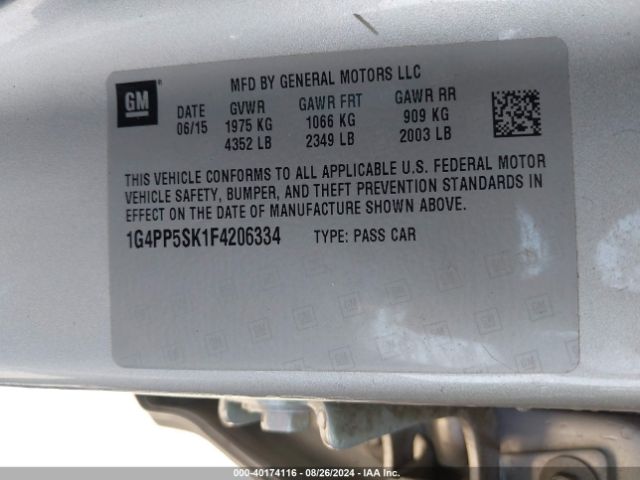 MFD BY GENERAL MOTORS LLC
GM
DATE GVWR GAWR FRT GAWR RR
06/15 1975 KG 1066 KG 909 KG
4352 LB 2349 LB 2003 LB
THIS VEHICLE CONFORMS TO ALL APPLICABLE U.S. FEDERAL MOTOR
VEHICLE SAFETY, BUMPER, AND THEFT PREVENTION STANDARDS IN
EFFECT ON THE DATE OF MANUFACTURE SHOWN ABOVE.
1G4PP5SK1F4206334 TYPE: PASS CAR
000-40174116 - 08/26/2024 - IAA Inc.